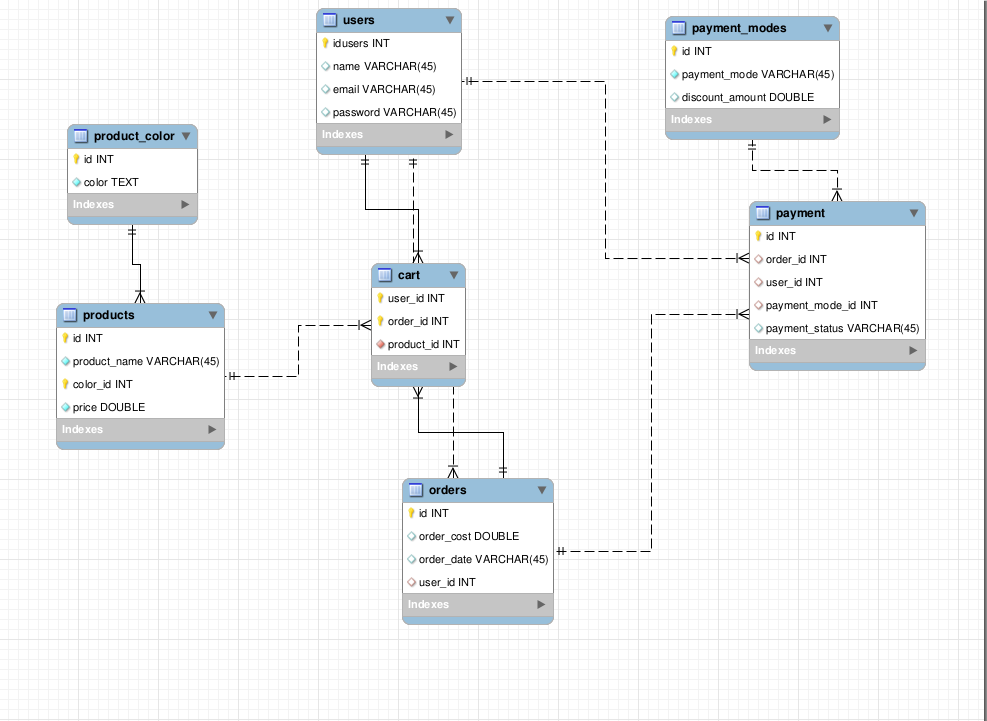 users
idusers INT
name VARCHAR(45)
email VARCHAR(45)
password VARCHAR(45)
Indexes
payment_modes
id INT
payment_mode VARCHAR(45)
discount_amount DOUBLE
Indexes
product_color
id INT
color TEXT
Indexes
payment
id INT
order_id INT
user_id INT
payment_mode_id INT
payment_status VARCHAR(45)
Indexes
cart
user_id INT
order_id INT
product_id INT
Indexes
products
id INT
product_name VARCHAR(45)
color_id INT
price DOUBLE
Indexes
orders
id INT
order_cost DOUBLE
order_date VARCHAR(45)
user_id INT
Indexes